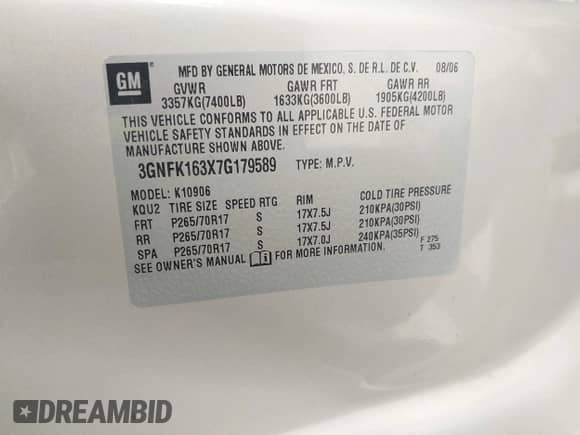 GM ®
MFD BY GENERAL MOTORS DE MEXICO, S. DE R.L. DE C.V. 08/06
GVWR GAWR FRT GAWR RR
3357KG(7400LB) 1633KG(3600LB) 1905KG(4200LB)
THIS VEHICLE CONFORMS TO ALL APPLICABLE U.S. FEDERAL MOTOR
VEHICLE SAFETY STANDARDS IN EFFECT ON THE DATE OF
MANUFACTURE SHOWN ABOVE.
3GNFK163X7G179589 TYPE: M.P.V.
MODEL: K10906
KQU2 TIRE SIZE SPEED RTG RIM COLD TIRE PRESSURE
FRT P265/70R17 S 17X7.5J 210KPA(30PSI)
RR P265/70R17 S 17X7.5J 210KPA(30PSI)
SPA P265/70R17 S 17X7.0J 240KPA(35PSI) F 275
SEE OWNER'S MANUAL FOR MORE INFORMATION. T 353
DREAMBID